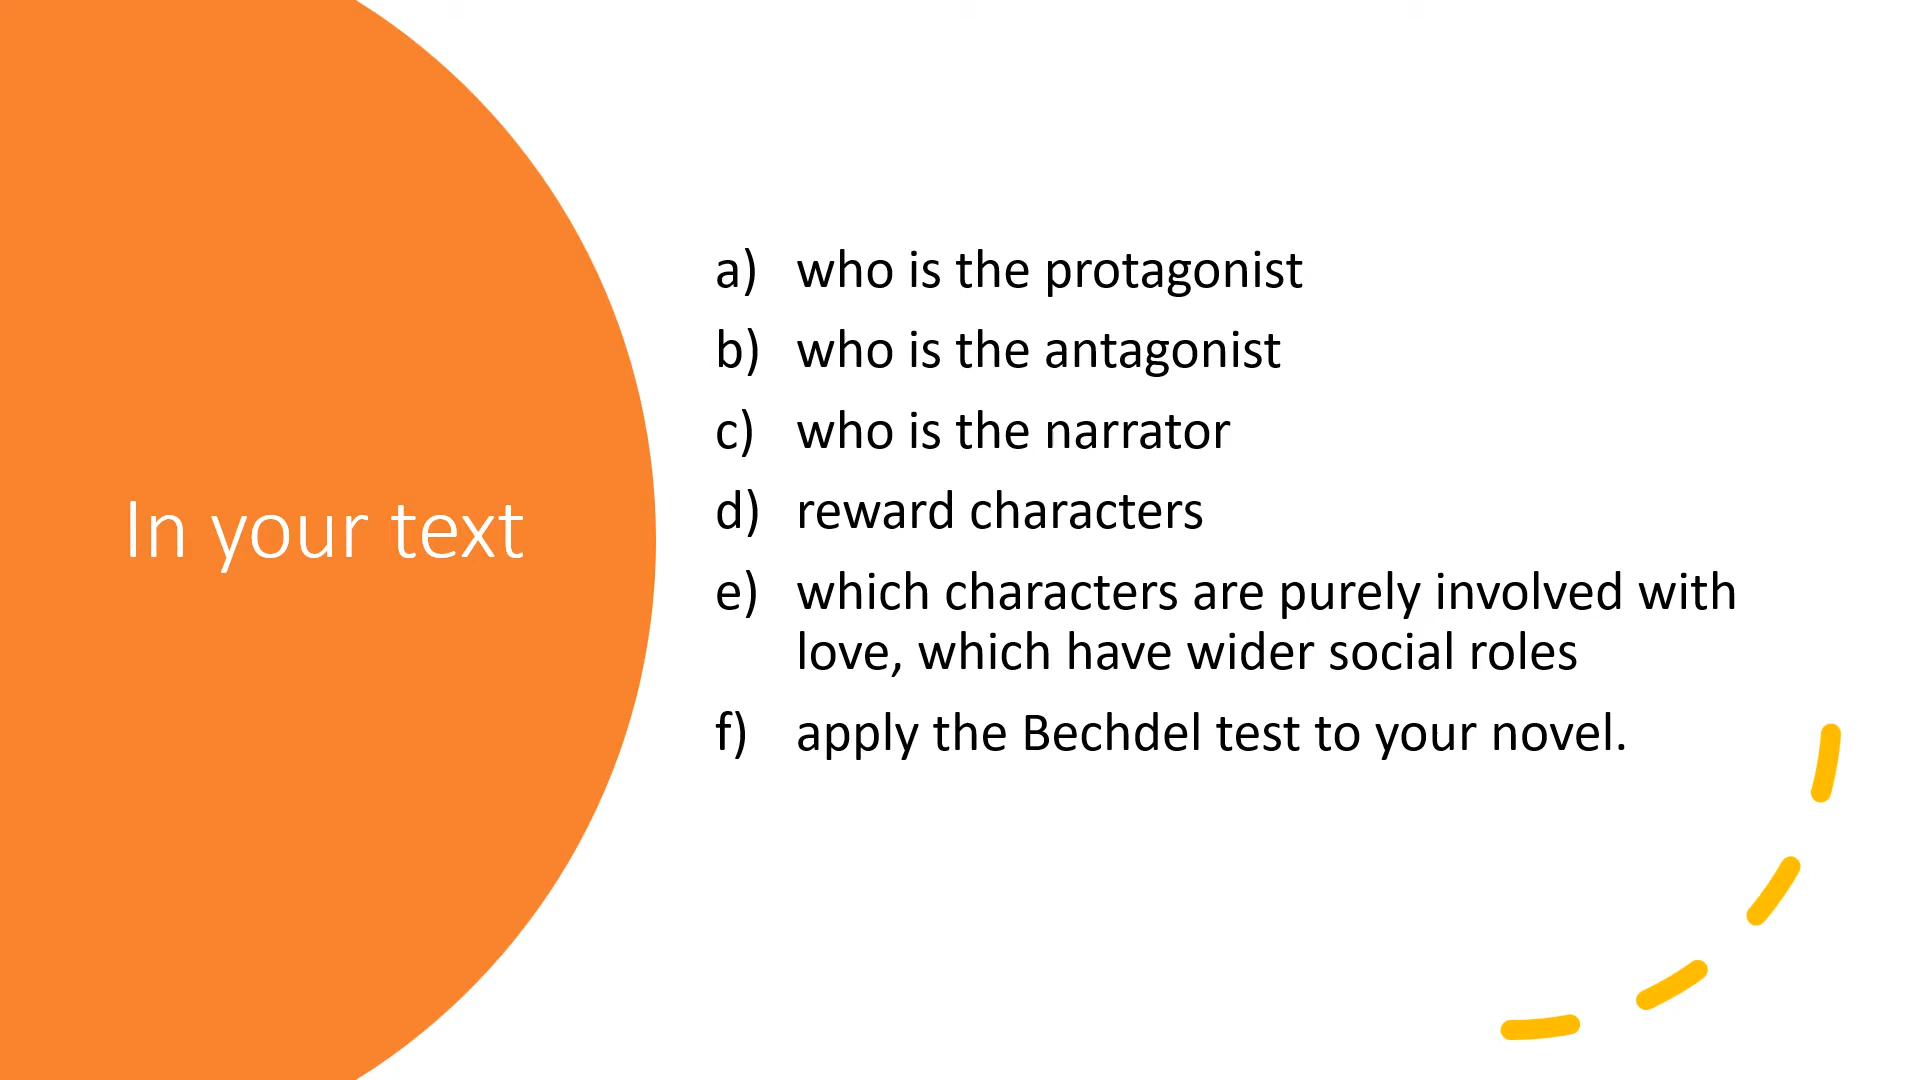 In your text
a) who is the protagonist
b) who is the antagonist
c) who is the narrator
d) reward characters
e) which characters are purely involved with
love, which have wider social roles
f) apply the Bechdel test to your novel.